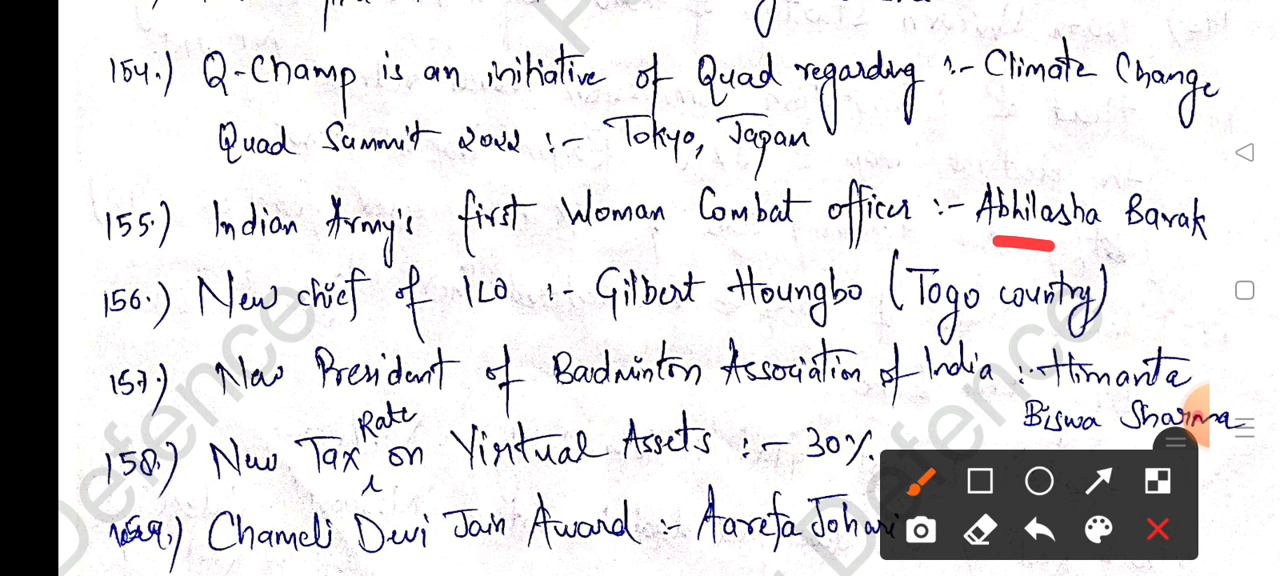 154.) Q-Champ is an initiative of Quad regarding :- Climate Change
Quad Summit 2022 :- Tokyo, Japan
155.) Indian Army's first Woman Combat officer :- Abhilasha Barak
156.) New chief of ILO :- Gilbert Houngbo (Togo country)
157.) New President of Badminton Association of India :- Himanta
Biswa Sharma
158.) New Tax Rate on Virtual Assets :- 30%.
159.) Chameli Devi Jain Award :- Aarefa Johari
Defence
Defence